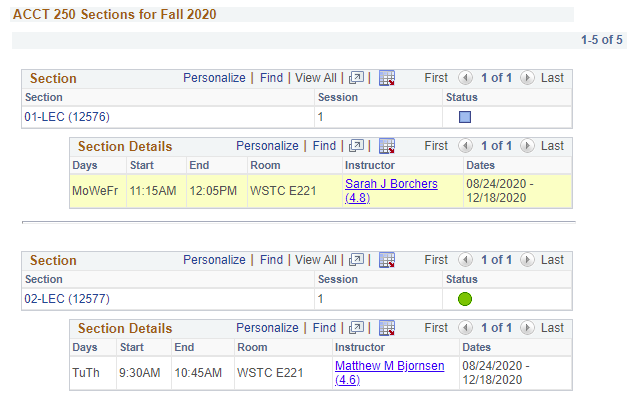 ACCT 250 Sections for Fall 2020
1-5 of 5
Section Personalize | Find | View All | | First 1 of 1 Last
Section Session Status
01-LEC (12576) 1
Section Details Personalize | Find | | First 1 of 1 Last
Days Start End Room Instructor Dates
MoWeFr 11:15AM 12:05PM WSTC E221 Sarah J Borchers (4.8) 08/24/2020 - 12/18/2020
Section Personalize | Find | View All | | First 1 of 1 Last
Section Session Status
02-LEC (12577) 1
Section Details Personalize | Find | | First 1 of 1 Last
Days Start End Room Instructor Dates
TuTh 9:30AM 10:45AM WSTC E221 Matthew M Bjornsen (4.6) 08/24/2020 - 12/18/2020